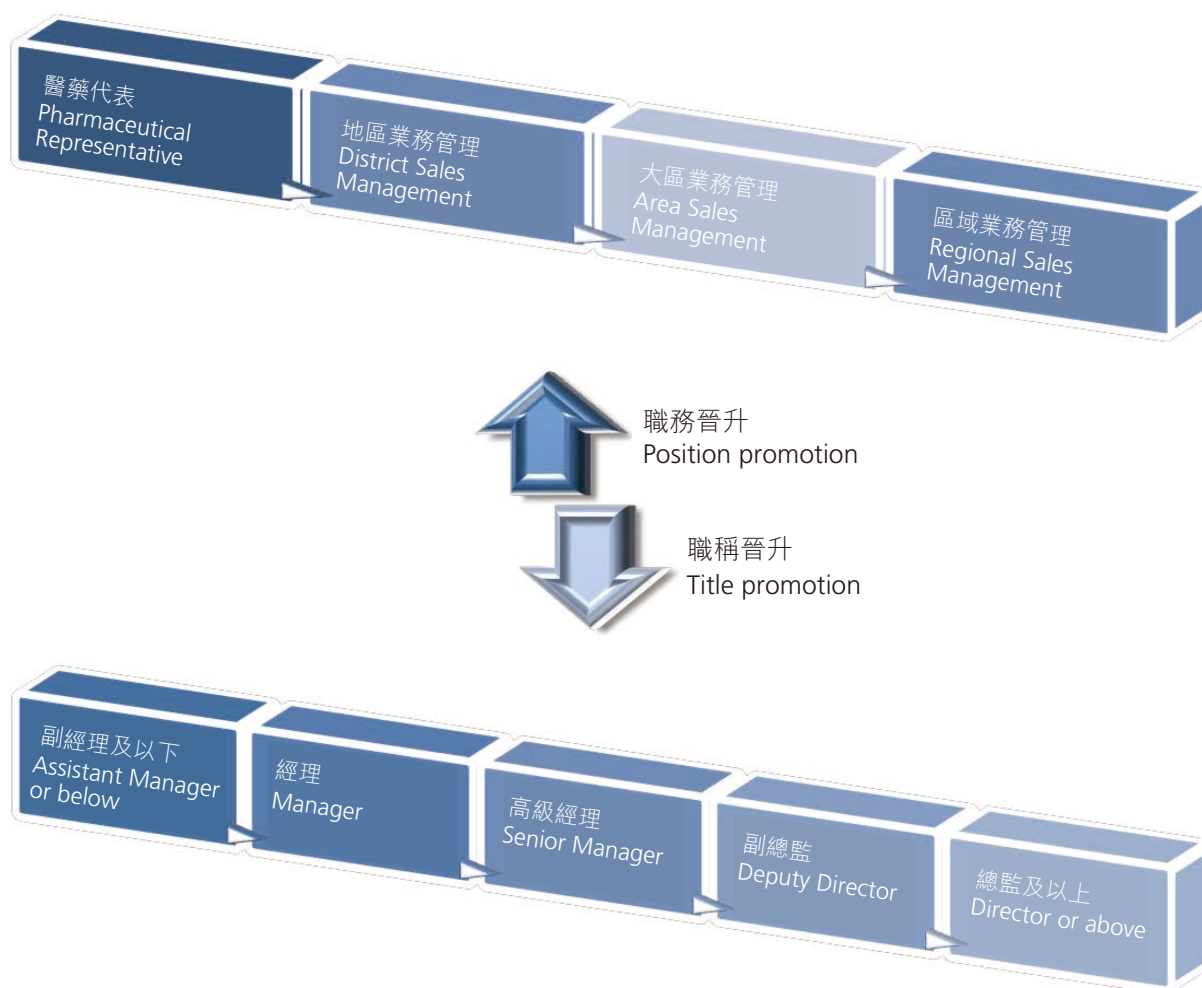 醫藥代表
Pharmaceutical
Representative
地區業務管理
District Sales
Management
大區業務管理
Area Sales
Management
區域業務管理
Regional Sales
Management
職務晉升
Position promotion
職稱晉升
Title promotion
副經理及以下
Assistant Manager
or below
經理
Manager
高級經理
Senior Manager
副總監
Deputy Director
總監及以上
Director or above